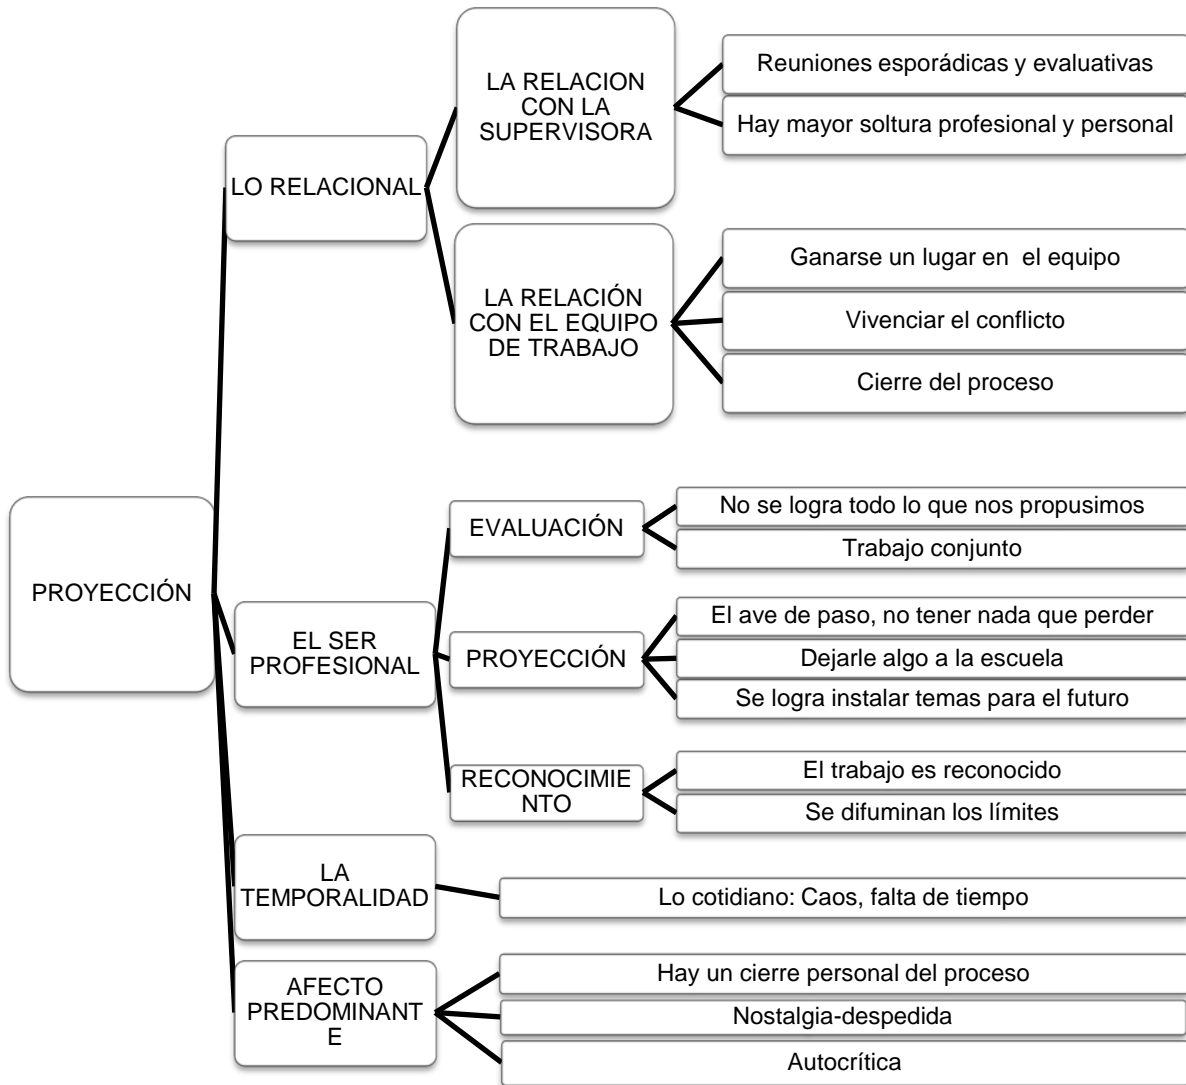 PROYECCIÓN
LO RELACIONAL
LA RELACION
CON LA
SUPERVISORA
Reuniones esporádicas y evaluativas
Hay mayor soltura profesional y personal
LA RELACIÓN
CON EL EQUIPO
DE TRABAJO
Ganarse un lugar en el equipo
Vivenciar el conflicto
Cierre del proceso
EL SER
PROFESIONAL
EVALUACIÓN
No se logra todo lo que nos propusimos
Trabajo conjunto
PROYECCIÓN
El ave de paso, no tener nada que perder
Dejarle algo a la escuela
Se logra instalar temas para el futuro
RECONOCIMIE
NTO
El trabajo es reconocido
Se difuminan los límites
LA
TEMPORALIDAD
Lo cotidiano: Caos, falta de tiempo
AFECTO
PREDOMINANT
E
Hay un cierre personal del proceso
Nostalgia-despedida
Autocrítica